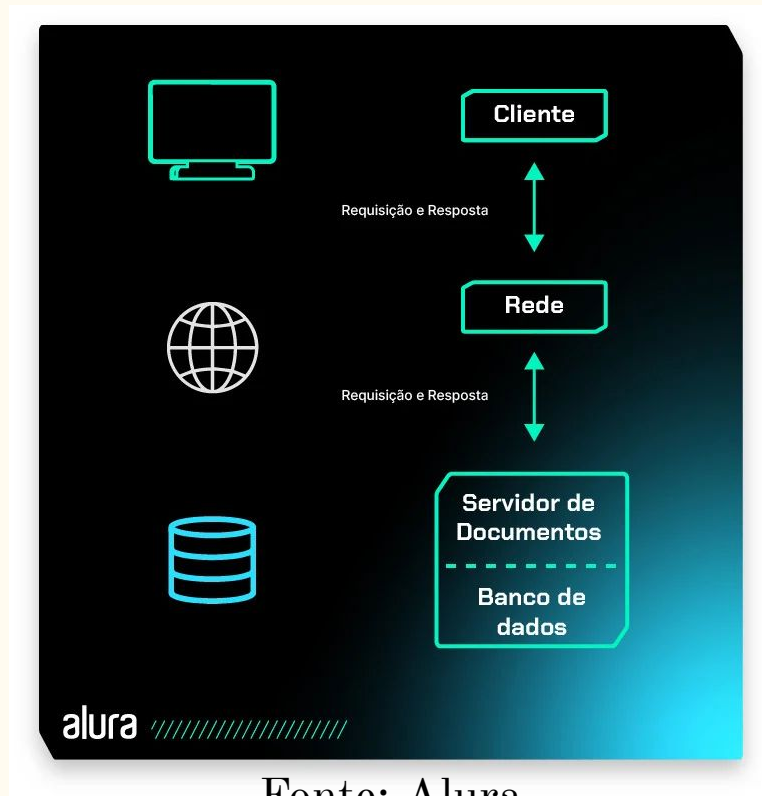 Cliente
Requisição e Resposta
Rede
Requisição e Resposta
Servidor de
Documentos
Banco de
dados
alura
Fonte: Alura